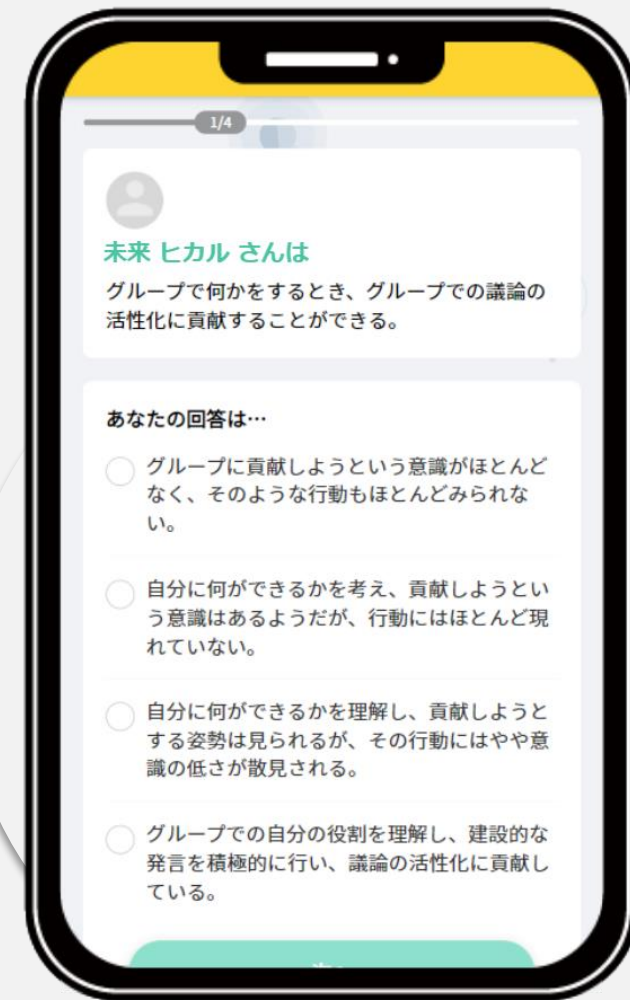 1/4
未来 ヒカル さんは
グループで何かをするとき、グループでの議論の
活性化に貢献することができる。
あなたの回答は…
グループに貢献しようという意識がほとんど
なく、そのような行動もほとんどみられな
い。
自分に何ができるかを考え、貢献しようとい
う意識はあるようだが、行動にはほとんど現
れていない。
自分に何ができるかを理解し、貢献しようと
する姿勢は見られるが、その行動にはやや意
識の低さが散見される。
グループでの自分の役割を理解し、建設的な
発言を積極的に行い、議論の活性化に貢献し
ている。